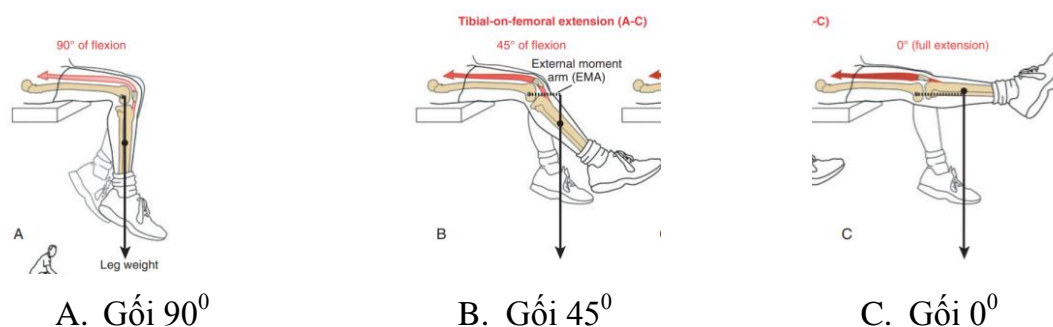 Tibial-on-femoral extension (A-C)
-C)
90° of flexion
45° of flexion
0° (full extension)
External moment
arm (EMA)
A
B
C
Leg weight
A. Gối 90⁰
B. Gối 45⁰
C. Gối 0⁰